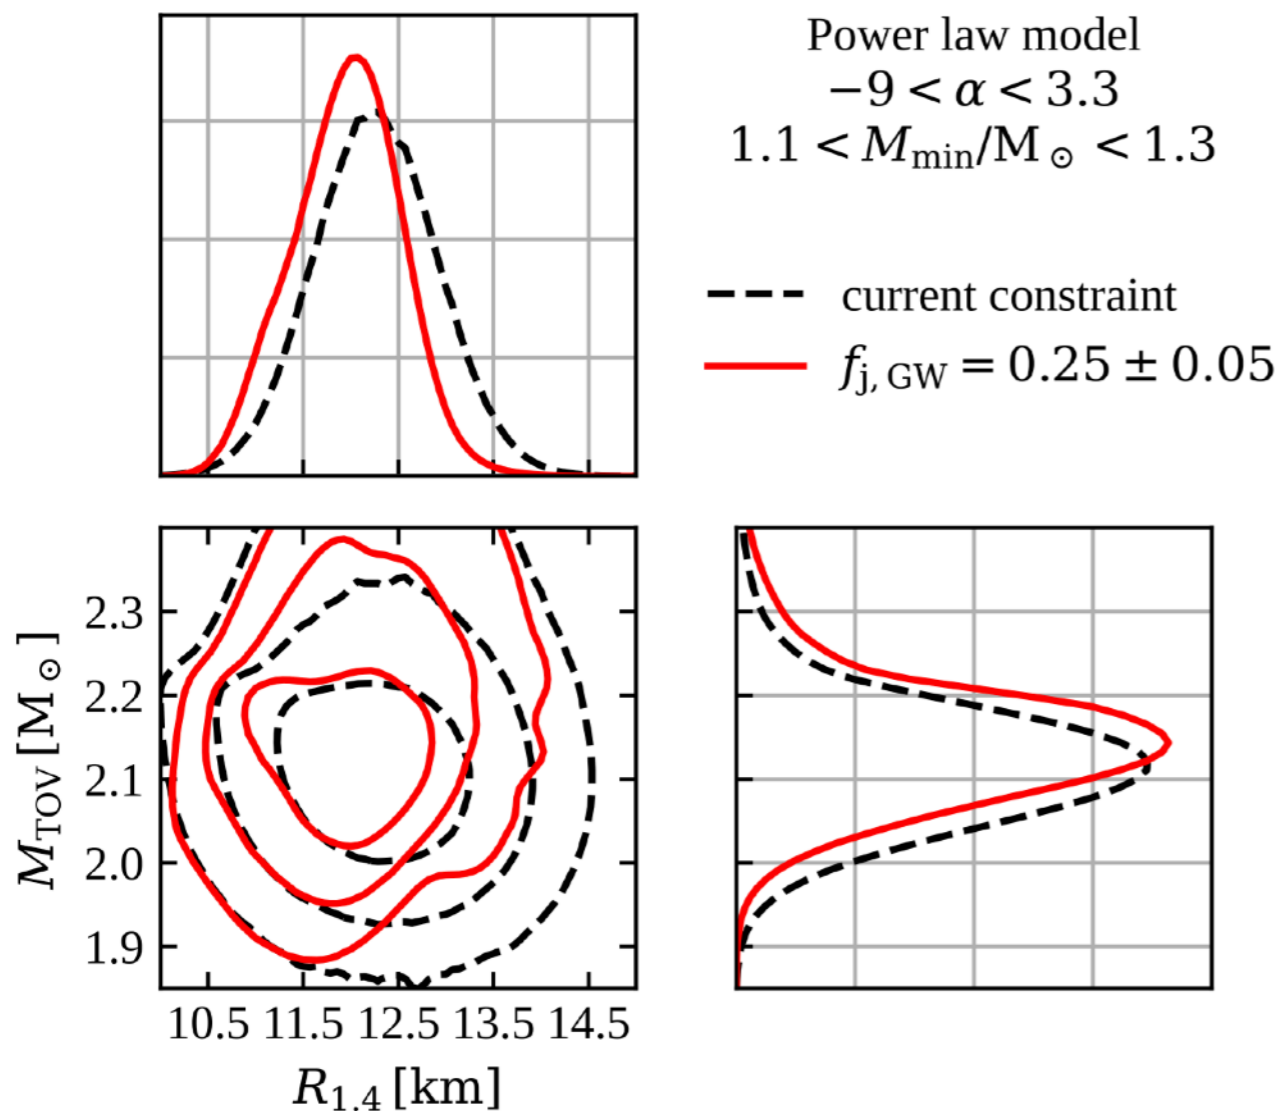 Power law model
−9 < α < 3.3
1.1 < M_min/M_⊙ < 1.3
current constraint
f_j, GW = 0.25 ± 0.05
2.3
2.2
2.1
2.0
1.9
M_TOV [M_⊙]
10.5 11.5 12.5 13.5 14.5
R_1.4 [km]